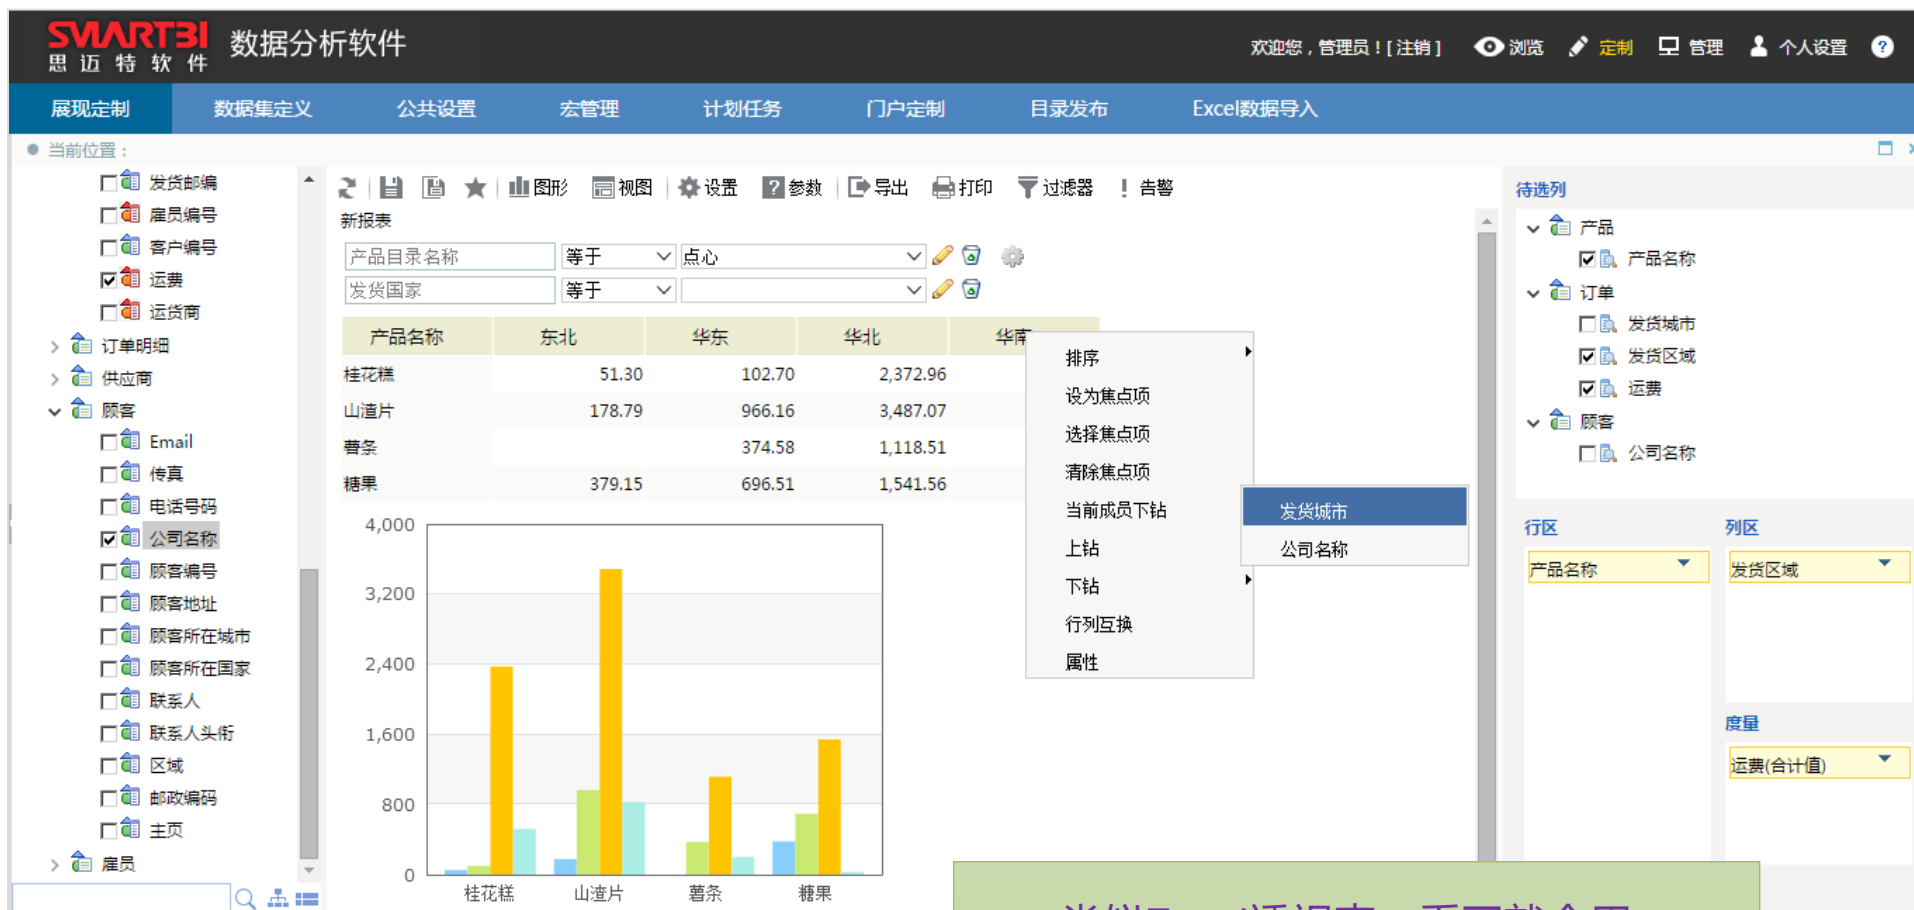 SMARTBI
思迈特软件
数据分析软件
欢迎您，管理员！[ 注销 ]
浏览
定制
管理
个人设置
?
展现定制
数据集定义
公共设置
宏管理
计划任务
门户定制
目录发布
Excel数据导入
当前位置：
发货邮编
雇员编号
客户编号
运费
运货商
订单明细
供应商
顾客
Email
传真
电话号码
公司名称
顾客编号
顾客地址
顾客所在城市
顾客所在国家
联系人
联系人头衔
区域
邮政编码
主页
雇员
图形
视图
设置
参数
导出
打印
过滤器
告警
新报表
产品目录名称 等于 点心
发货国家 等于
产品名称 东北 华东 华北 华南
桂花糕 51.30 102.70 2,372.96
山渣片 178.79 966.16 3,487.07
薯条 374.58 1,118.51
糖果 379.15 696.51 1,541.56
4,000
3,200
2,400
1,600
800
0
桂花糕 山渣片 薯条 糖果
排序
设为焦点项
选择焦点项
清除焦点项
当前成员下钻
上钻
下钻
行列互换
属性
发货城市
公司名称
待选列
产品
产品名称
订单
发货城市
发货区域
运费
顾客
公司名称
行区
列区
产品名称
发货区域
度量
运费(合计值)